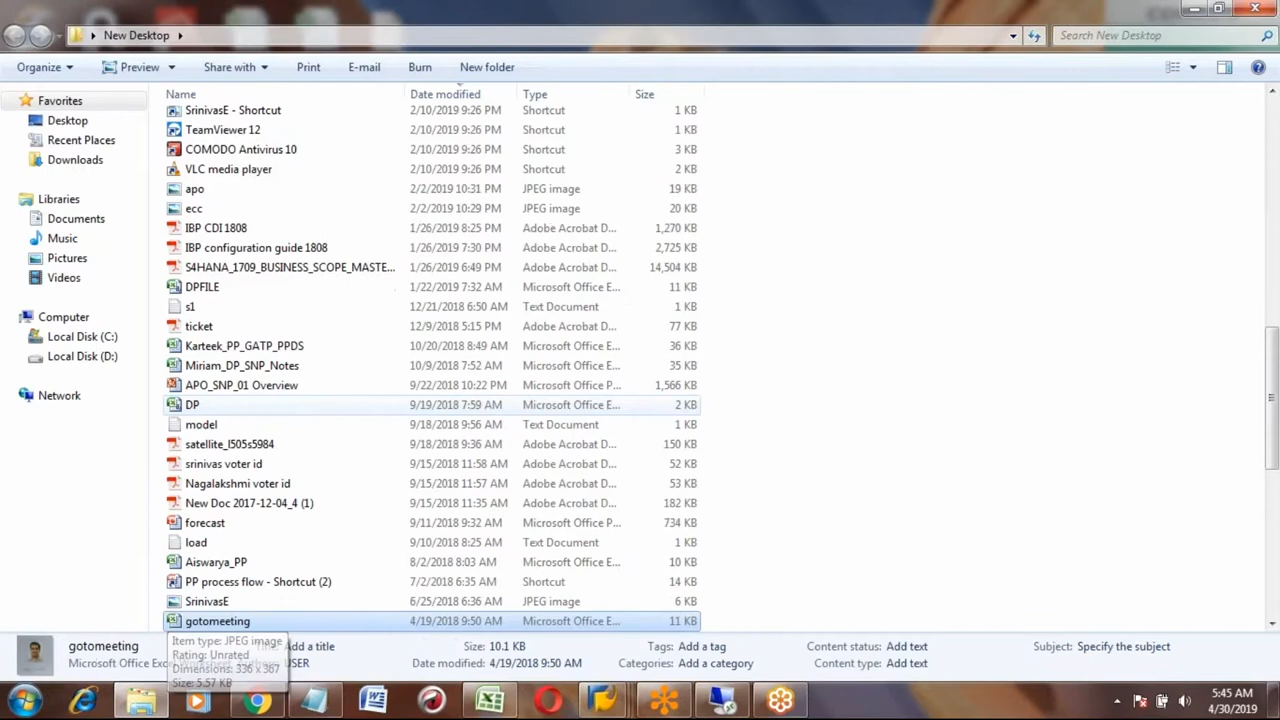 New Desktop
Search New Desktop
Organize Preview Share with Print E-mail Burn New folder
Name Date modified Type Size
Favorites
Desktop
Recent Places
Downloads
Libraries
Documents
Music
Pictures
Videos
Computer
Local Disk (C:)
Local Disk (D:)
Network
SrinivasE - Shortcut 2/10/2019 9:26 PM Shortcut 1 KB
TeamViewer 12 2/10/2019 9:26 PM Shortcut 1 KB
COMODO Antivirus 10 2/10/2019 9:26 PM Shortcut 3 KB
VLC media player 2/10/2019 9:26 PM Shortcut 2 KB
apo 2/2/2019 10:31 PM JPEG image 19 KB
ecc 2/2/2019 10:29 PM JPEG image 20 KB
IBP CDI 1808 1/26/2019 8:25 PM Adobe Acrobat D... 1,270 KB
IBP configuration guide 1808 1/26/2019 7:30 PM Adobe Acrobat D... 2,725 KB
S4HANA_1709_BUSINESS_SCOPE_MASTE... 1/26/2019 6:49 PM Adobe Acrobat D... 14,504 KB
DPFILE 1/22/2019 7:32 AM Microsoft Office E... 11 KB
s1 12/21/2018 6:50 AM Text Document 1 KB
ticket 12/9/2018 5:15 PM Adobe Acrobat D... 77 KB
Karteek_PP_GATP_PPDS 10/20/2018 8:49 AM Microsoft Office E... 36 KB
Miriam_DP_SNP_Notes 10/9/2018 7:52 AM Microsoft Office E... 35 KB
APO_SNP_01 Overview 9/22/2018 10:22 PM Microsoft Office P... 1,566 KB
DP 9/19/2018 7:59 AM Microsoft Office E... 2 KB
model 9/18/2018 9:56 AM Text Document 1 KB
satellite_l505s5984 9/18/2018 9:36 AM Adobe Acrobat D... 150 KB
srinivas voter id 9/15/2018 11:58 AM Adobe Acrobat D... 52 KB
Nagalakshmi voter id 9/15/2018 11:57 AM Adobe Acrobat D... 53 KB
New Doc 2017-12-04_4 (1) 9/15/2018 11:35 AM Adobe Acrobat D... 182 KB
forecast 9/11/2018 9:32 AM Microsoft Office P... 734 KB
load 9/10/2018 8:25 AM Text Document 1 KB
Aiswarya_PP 8/2/2018 8:03 AM Microsoft Office E... 10 KB
PP process flow - Shortcut (2) 7/2/2018 6:35 AM Shortcut 14 KB
SrinivasE 6/25/2018 6:36 AM JPEG image 6 KB
gotomeeting 4/19/2018 9:50 AM Microsoft Office E... 11 KB
Item type: JPEG image
Rating: Unrated
Dimensions: 336 x 367
Size: 5.57 KB
gotomeeting Add a title Size: 10.1 KB Tags: Add a tag Content status: Add text Subject: Specify the subject
Microsoft Office USER Date modified: 4/19/2018 9:50 AM Categories: Add a category Content type: Add text
5:45 AM
4/30/2019